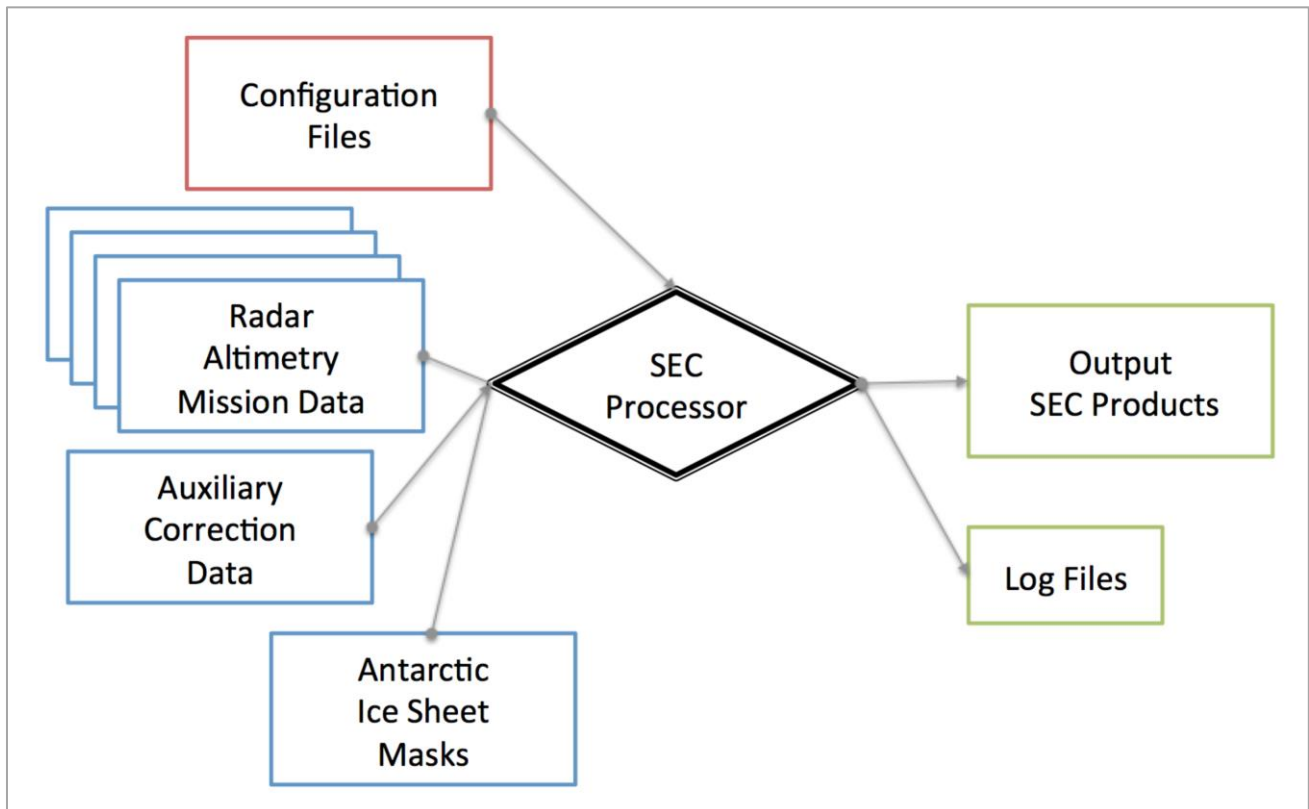 Configuration
Files
Radar
Altimetry
Mission Data
SEC
Processor
Output
SEC Products
Auxiliary
Correction
Data
Log Files
Antarctic
Ice Sheet
Masks